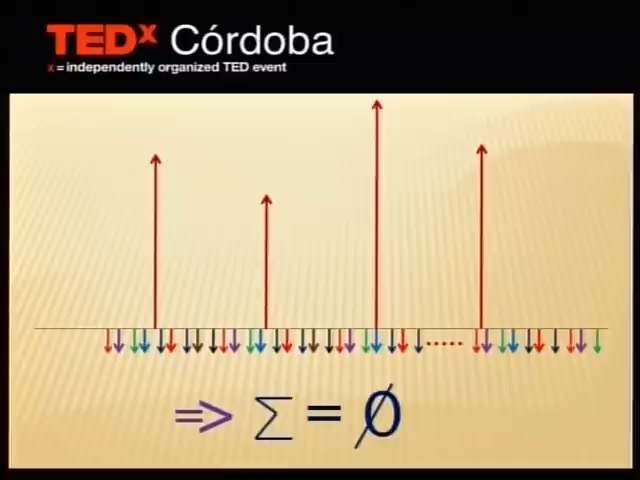 TEDx Córdoba
x = independently organized TED event
=> Σ = Ø